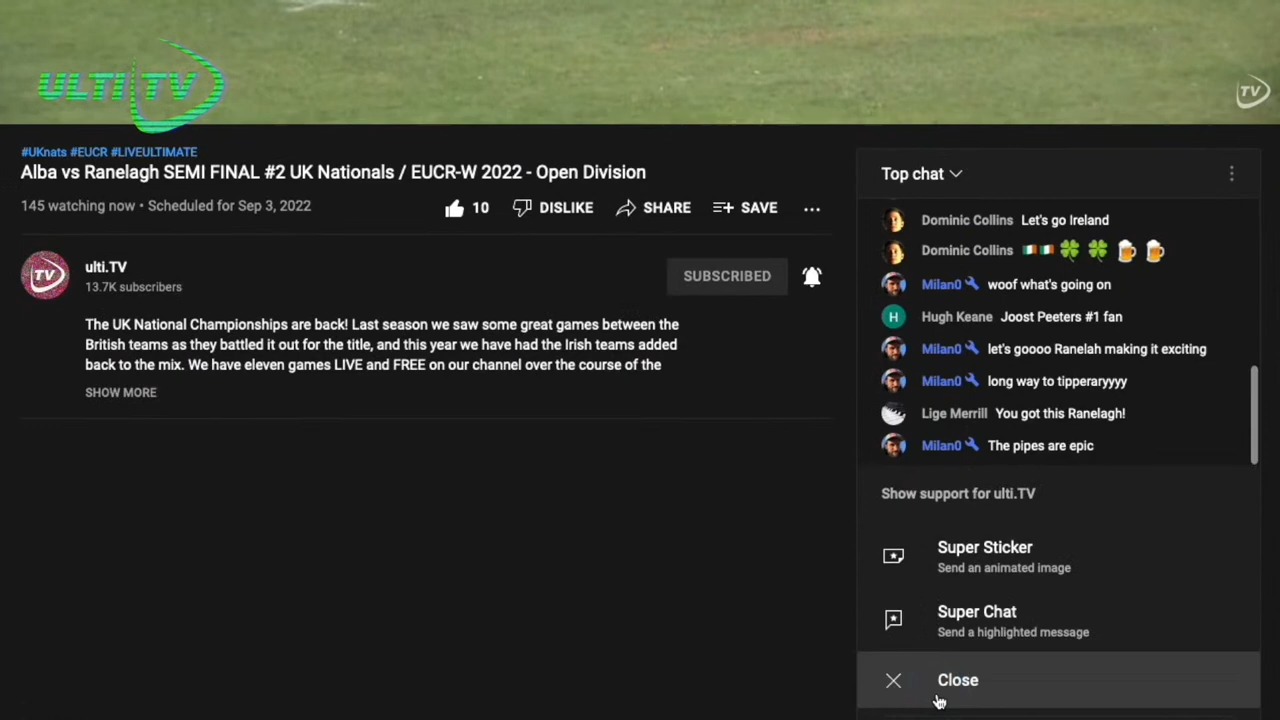 ULTI TV
TV
#UKnats #EUCR #LIVEULTIMATE
Alba vs Ranelagh SEMI FINAL #2 UK Nationals / EUCR-W 2022 - Open Division
145 watching now • Scheduled for Sep 3, 2022
10 DISLIKE SHARE SAVE ...
TV
ulti.TV
13.7K subscribers
SUBSCRIBED
The UK National Championships are back! Last season we saw some great games between the
British teams as they battled it out for the title, and this year we have had the Irish teams added
back to the mix. We have eleven games LIVE and FREE on our channel over the course of the
SHOW MORE
Top chat
Dominic Collins Let's go Ireland
Dominic Collins 🇮🇪🇮🇪🍀🍀🍺🍺
Milan0 woof what's going on
H Hugh Keane Joost Peeters #1 fan
Milan0 let's goooo Ranelah making it exciting
Milan0 long way to tipperaryyyy
Lige Merrill You got this Ranelagh!
Milan0 The pipes are epic
Show support for ulti.TV
Super Sticker
Send an animated image
Super Chat
Send a highlighted message
Close